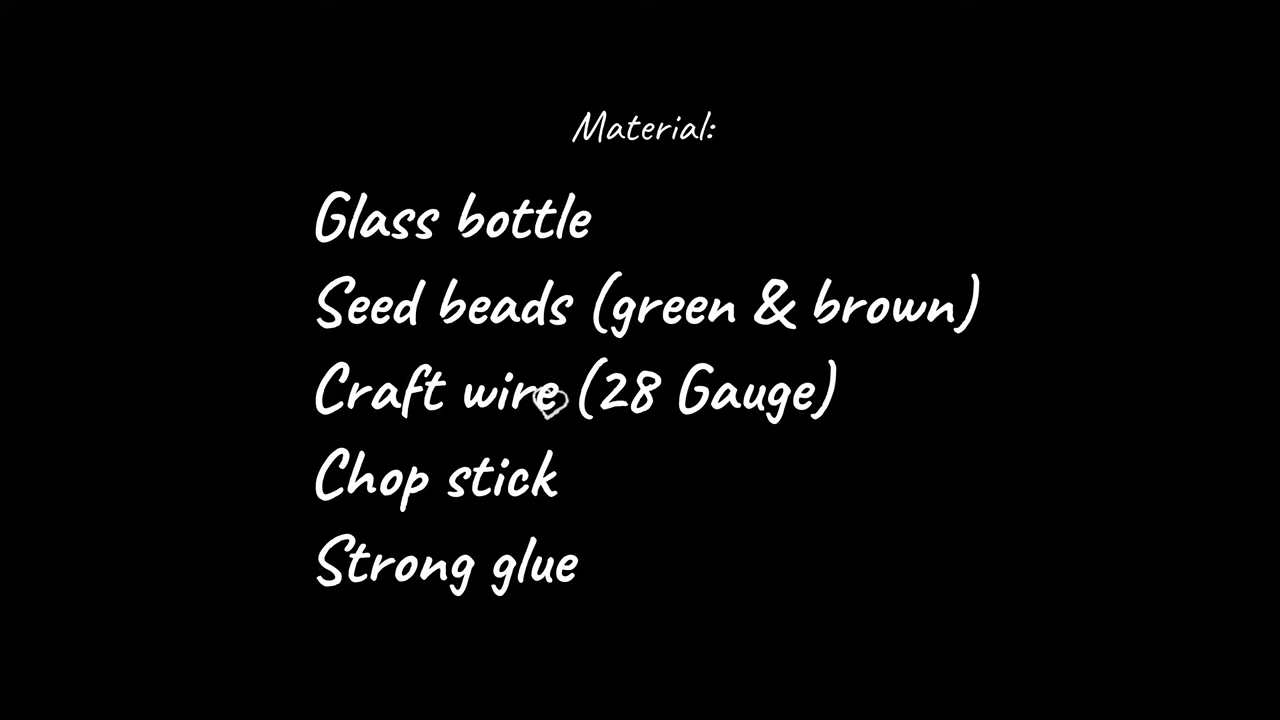 Material:
Glass bottle
Seed beads (green & brown)
Craft wire (28 Gauge)
Chop stick
Strong glue